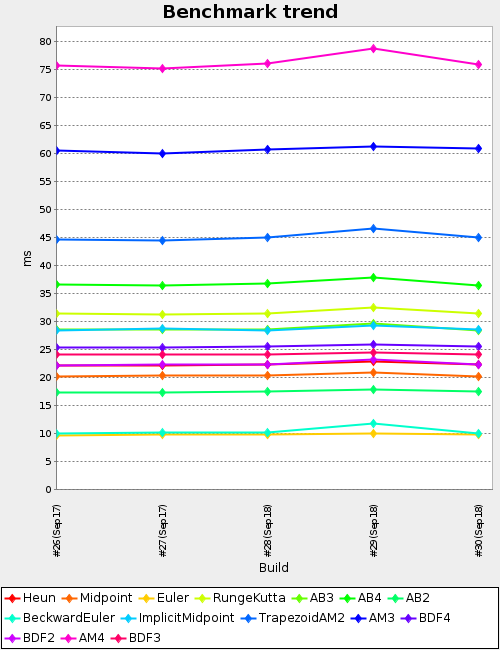 Benchmark trend
80
75
70
65
60
55
50
45
40
35
30
25
20
15
10
5
0
ms
#26(Sep17)
#27(Sep17)
#28(Sep18)
#29(Sep18)
#30(Sep18)
Build
Heun Midpoint Euler RungeKutta AB3 AB4 AB2
BeckwardEuler ImplicitMidpoint TrapezoidAM2 AM3 BDF4
BDF2 AM4 BDF3